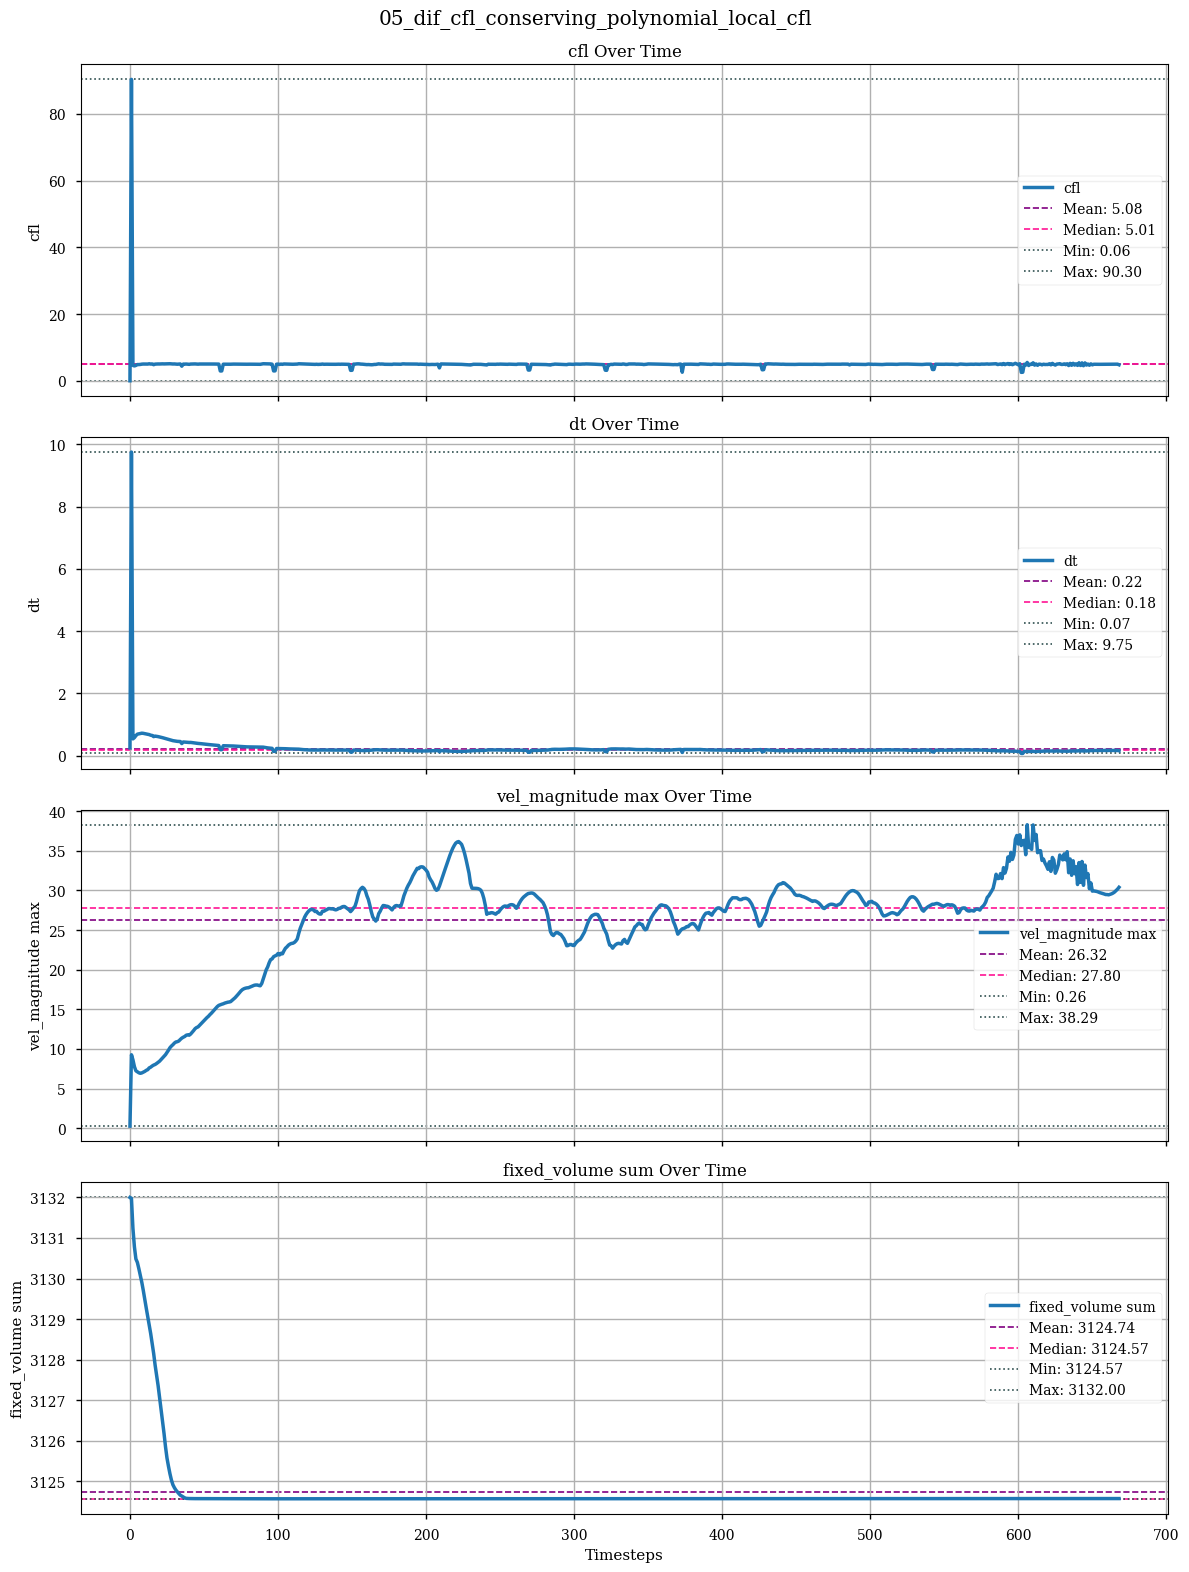 05_dif_cfl_conserving_polynomial_local_cfl
cfl Over Time
80
60
40
20
0
cfl
cfl
Mean: 5.08
Median: 5.01
Min: 0.06
Max: 90.30
dt Over Time
10
8
6
4
2
0
dt
dt
Mean: 0.22
Median: 0.18
Min: 0.07
Max: 9.75
vel_magnitude max Over Time
40
35
30
25
20
15
10
5
0
vel_magnitude max
vel_magnitude max
Mean: 26.32
Median: 27.80
Min: 0.26
Max: 38.29
fixed_volume sum Over Time
3132
3131
3130
3129
3128
3127
3126
3125
fixed_volume sum
fixed_volume sum
Mean: 3124.74
Median: 3124.57
Min: 3124.57
Max: 3132.00
0 100 200 300 400 500 600 700
Timesteps